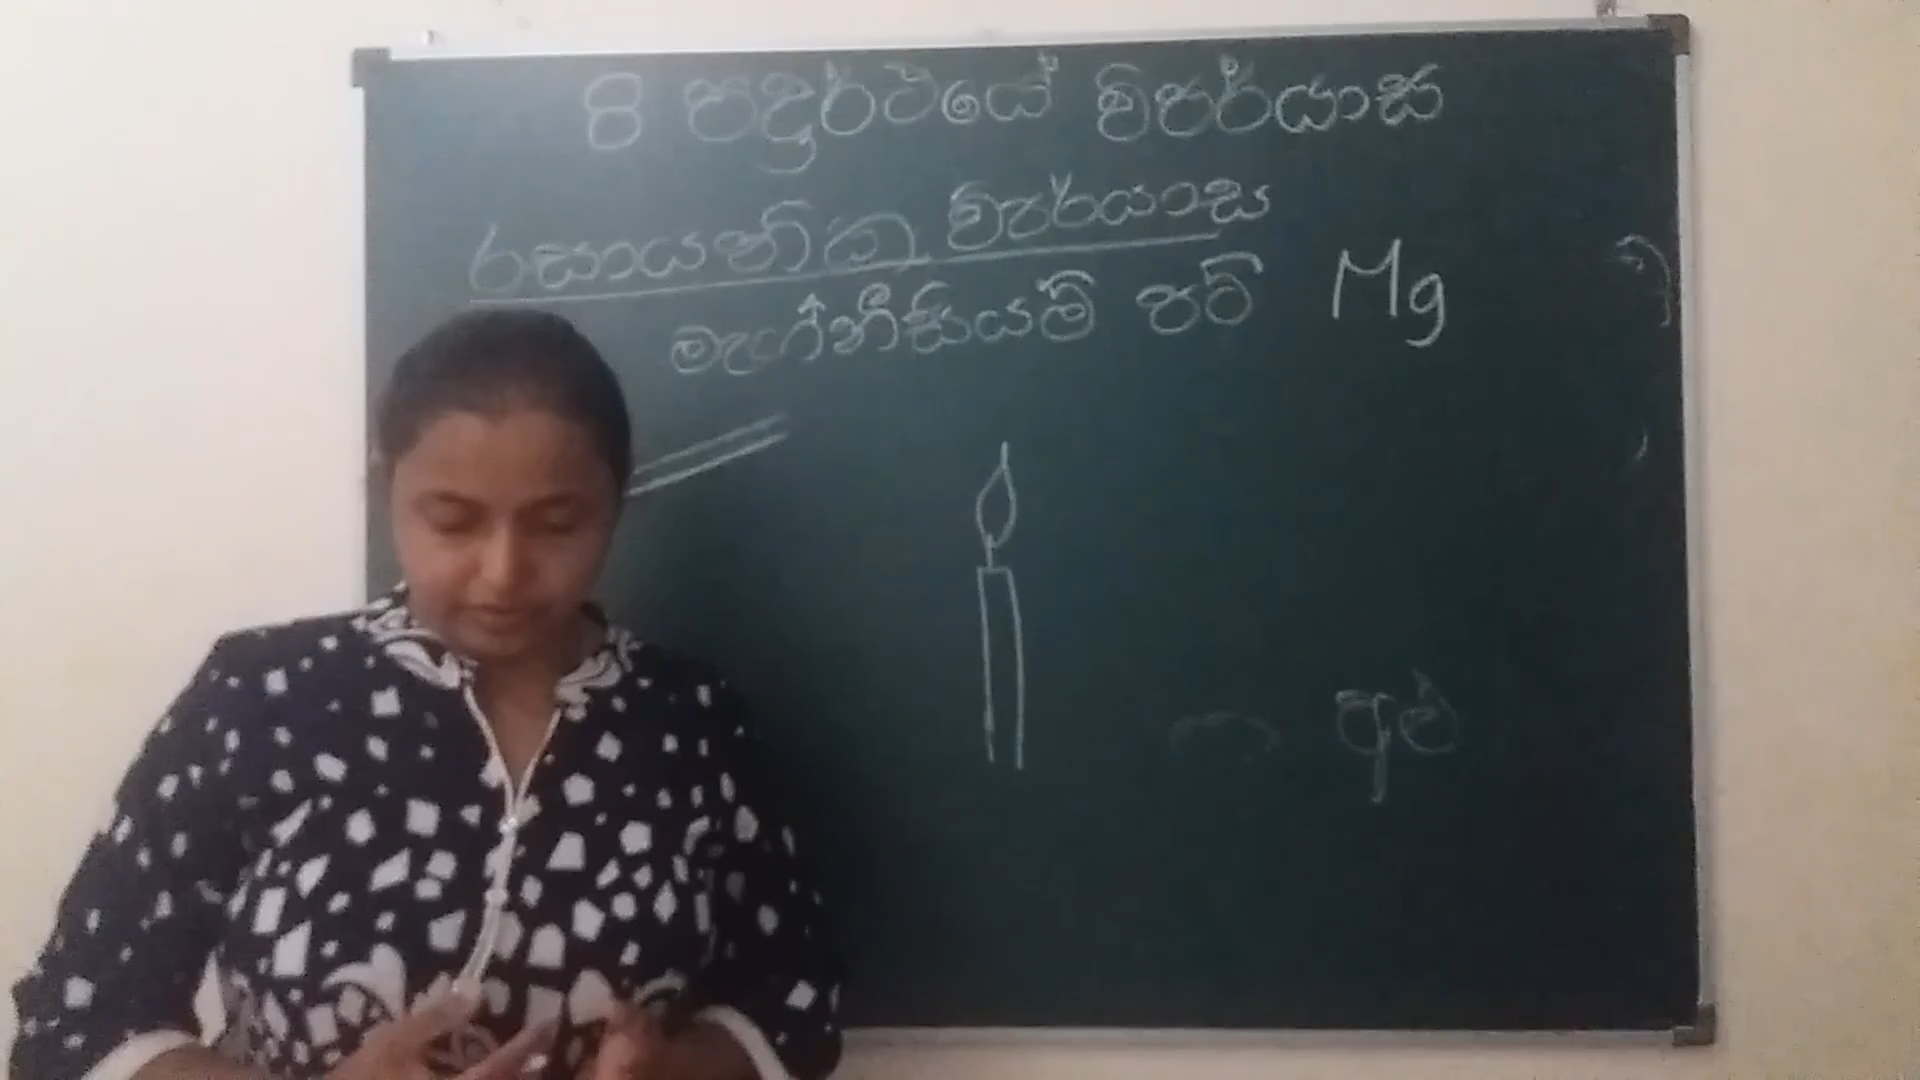 8 පදාර්ථයේ විපර්යාස
රසායනික විපර්යාස
මැග්නීසියම් පටි Mg
අළු